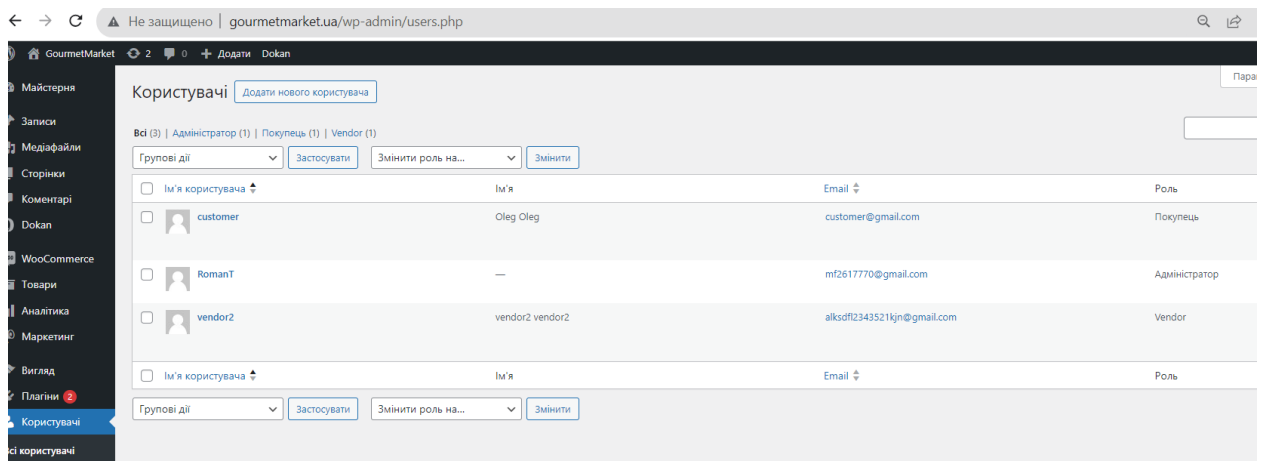 Не защищено | gourmetmarket.ua/wp-admin/users.php
GourmetMarket 2 0 + Додати Dokan
Майстерня
Записи
Медіафайли
Сторінки
Коментарі
Dokan
WooCommerce
Товари
Аналітика
Маркетинг
Вигляд
Плагіни 2
Користувачі
Всі користувачі
Користувачі Додати нового користувача
Всі (3) | Адміністратор (1) | Покупець (1) | Vendor (1)
Групові дії Застосувати Змінити роль на... Змінити
Ім'я користувача Ім'я Email Роль
customer Oleg Oleg customer@gmail.com Покупець
RomanT — mf2617770@gmail.com Адміністратор
vendor2 vendor2 vendor2 alksdfl2343521kjn@gmail.com Vendor
Ім'я користувача Ім'я Email Роль
Групові дії Застосувати Змінити роль на... Змінити